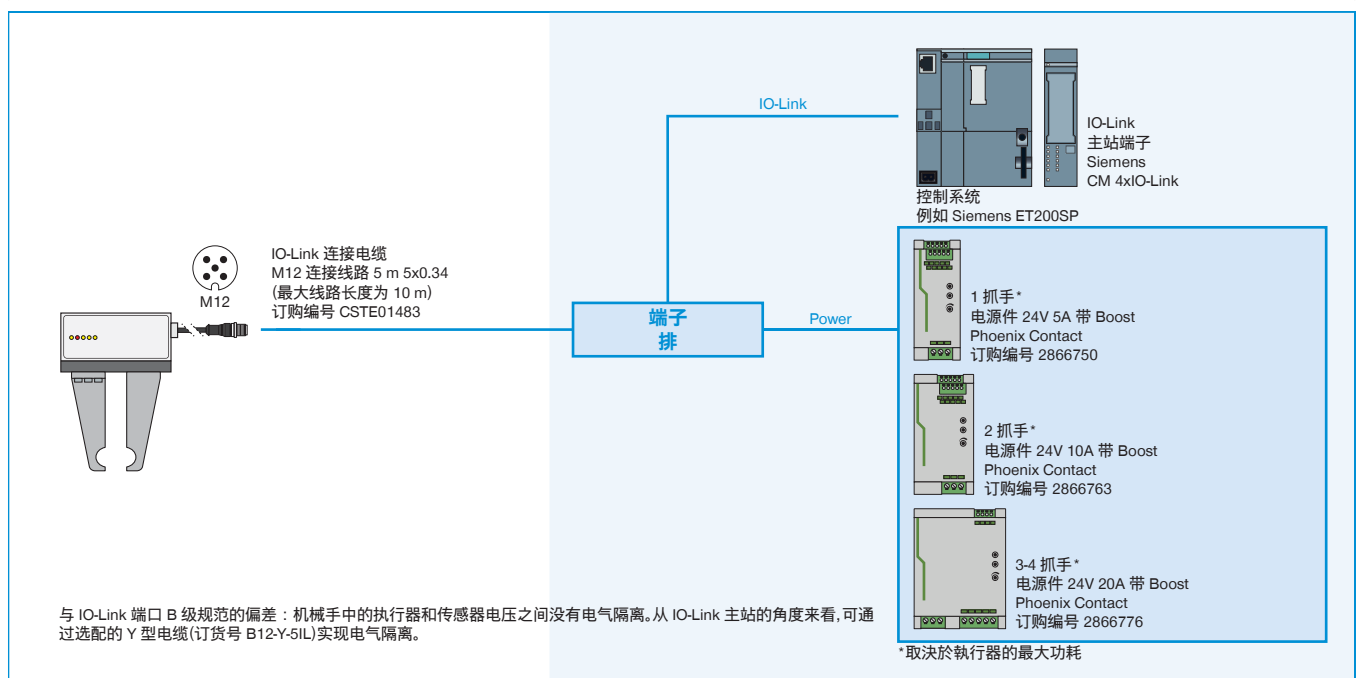 IO-Link
IO-Link
主站端子
Siemens
CM 4xIO-Link
控制系统
例如 Siemens ET200SP
IO-Link 连接电缆
M12 连接线路 5 m 5x0.34
(最大线路长度为 10 m)
订购编号 CSTE01483
M12
端子
排
Power
1 抓手*
电源件 24V 5A 带 Boost
Phoenix Contact
订购编号 2866750
2 抓手*
电源件 24V 10A 带 Boost
Phoenix Contact
订购编号 2866763
3-4 抓手*
电源件 24V 20A 带 Boost
Phoenix Contact
订购编号 2866776
与 IO-Link 端口 B 级规范的偏差：机械手中的执行器和传感器电压之间没有电气隔离。从 IO-Link 主站的角度来看，可通
过选配的 Y 型电缆(订货号 B12-Y-5IL)实现电气隔离。
*取決於執行器的最大功耗